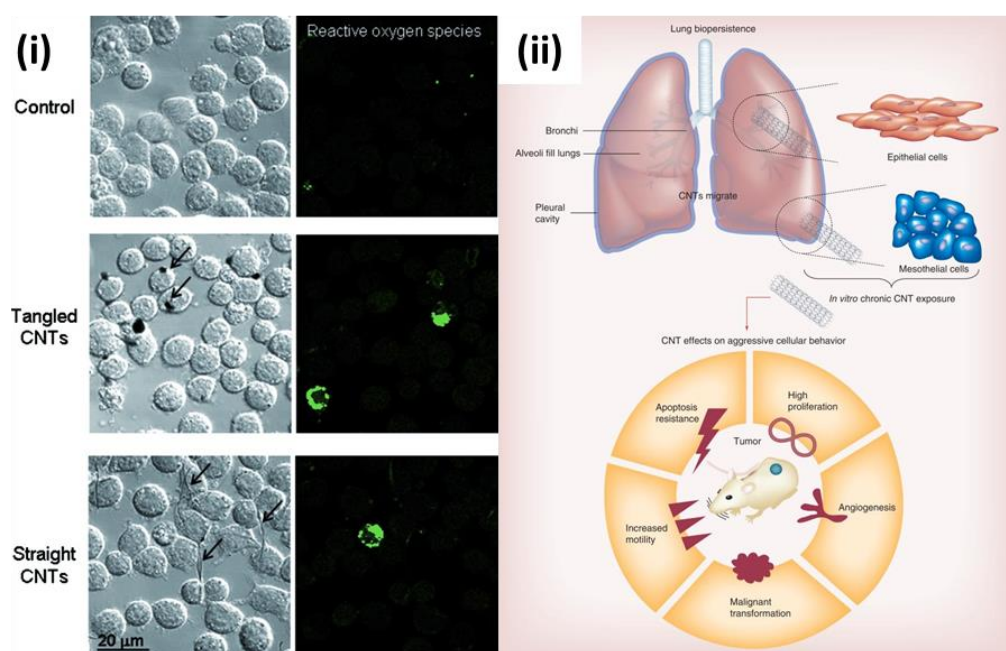 (i)
Reactive oxygen species
Control
Tangled
CNTs
Straight
CNTs
20 μm
(ii)
Lung biopersistence
Bronchi
Alveoli fill lungs
CNTs migrate
Pleural
cavity
Epithelial cells
Mesothelial cells
In vitro chronic CNT exposure
CNT effects on aggressive cellular behavior
Apoptosis
resistance
High
proliferation
Tumor
Increased
motility
Angiogenesis
Malignant
transformation